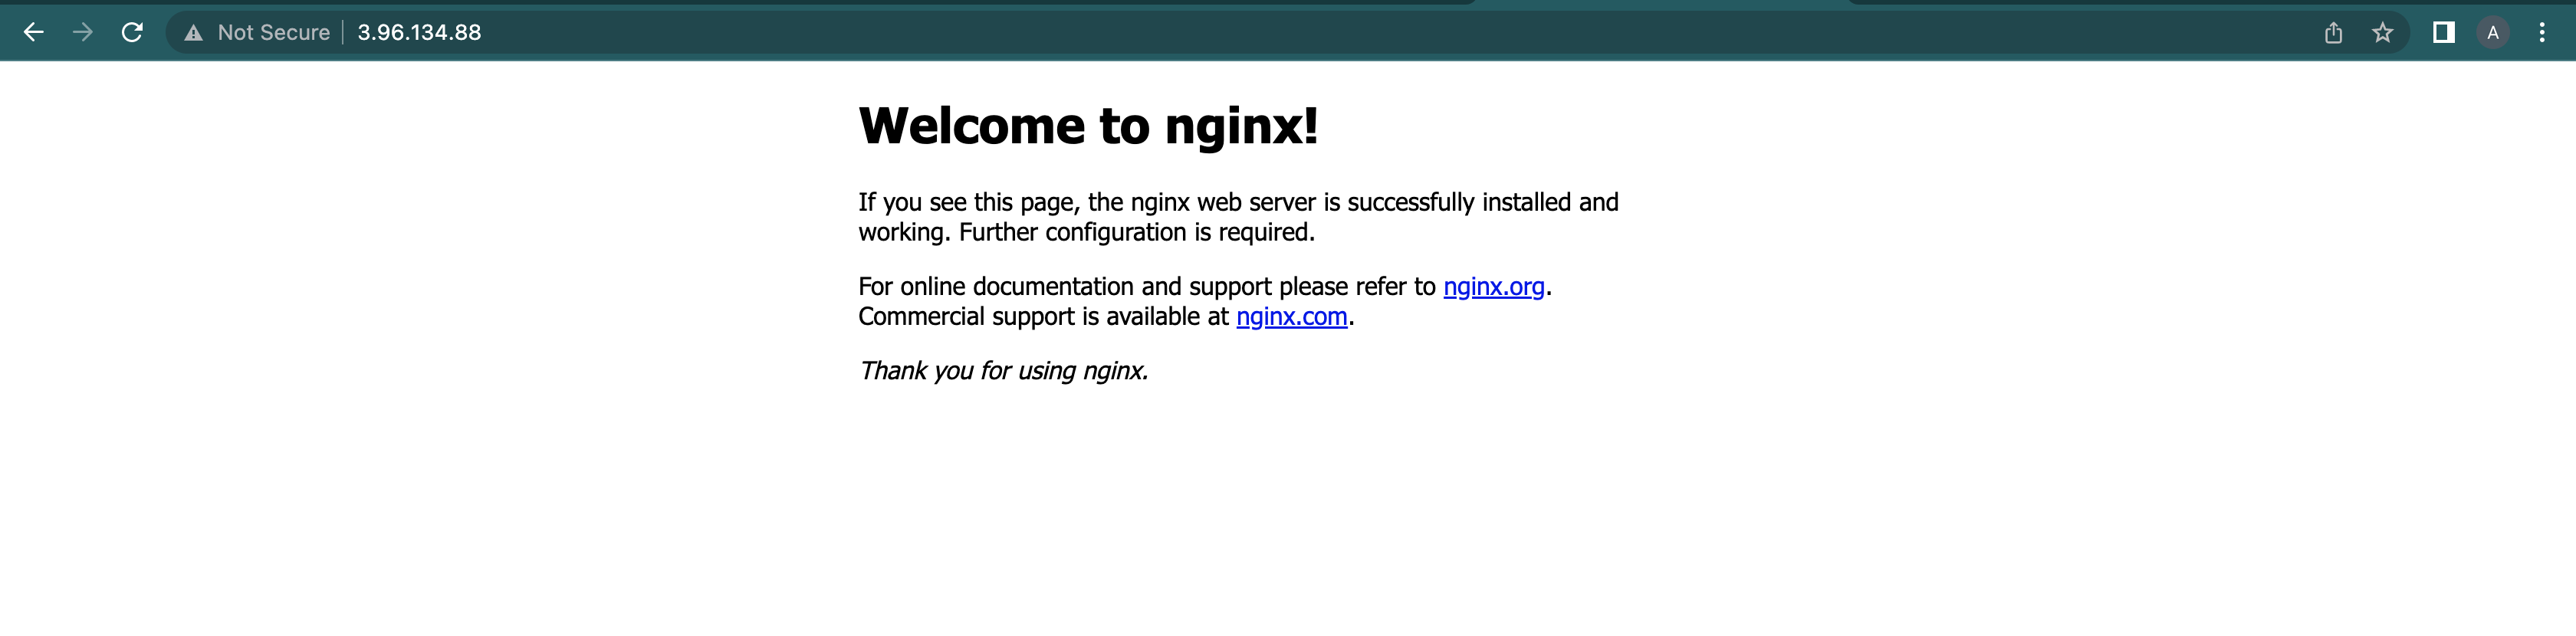 Not Secure | 3.96.134.88
A
Welcome to nginx!
If you see this page, the nginx web server is successfully installed and
working. Further configuration is required.
For online documentation and support please refer to nginx.org.
Commercial support is available at nginx.com.
Thank you for using nginx.